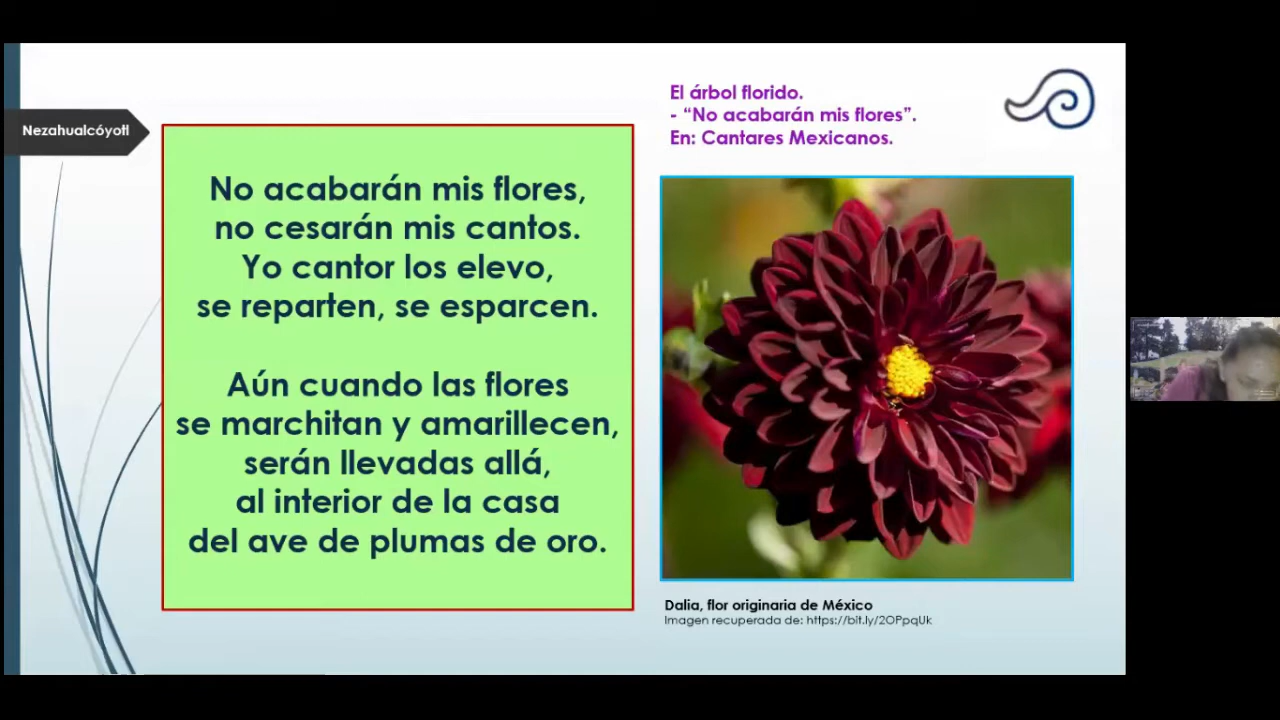 Nezahualcóyotl
No acabarán mis flores,
no cesarán mis cantos.
Yo cantor los elevo,
se reparten, se esparcen.
Aún cuando las flores
se marchitan y amarillecen,
serán llevadas allá,
al interior de la casa
del ave de plumas de oro.
El árbol florido.
- “No acabarán mis flores”.
En: Cantares Mexicanos.
Dalia, flor originaria de México
Imagen recuperada de: https://bit.ly/2OPpqUk